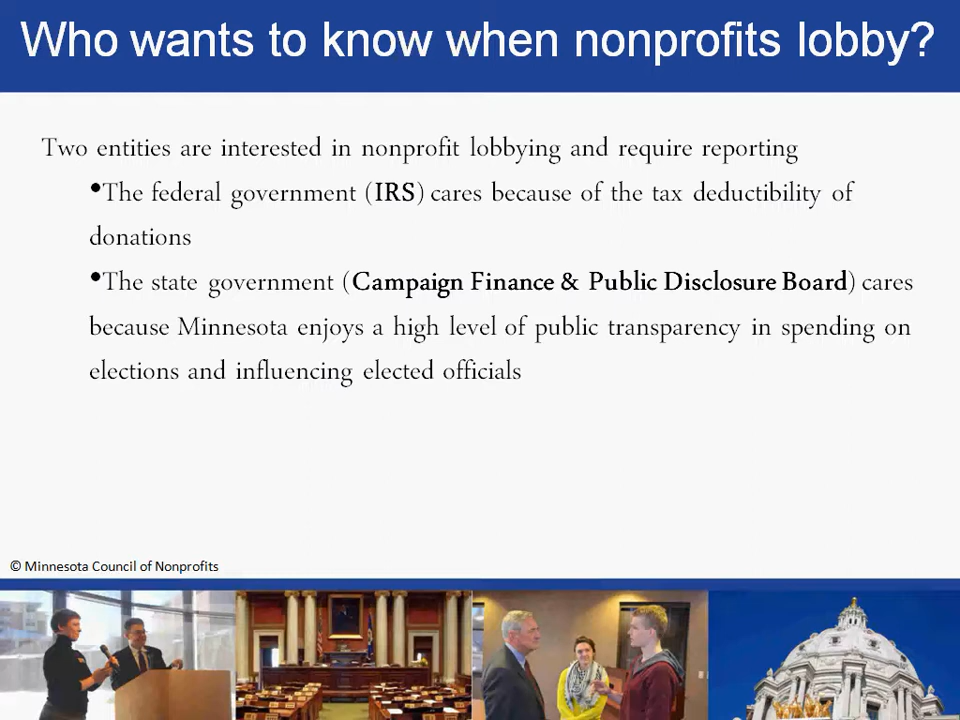 Who wants to know when nonprofits lobby?
Two entities are interested in nonprofit lobbying and require reporting
•The federal government (IRS) cares because of the tax deductibility of
donations
•The state government (Campaign Finance & Public Disclosure Board) cares
because Minnesota enjoys a high level of public transparency in spending on
elections and influencing elected officials
© Minnesota Council of Nonprofits